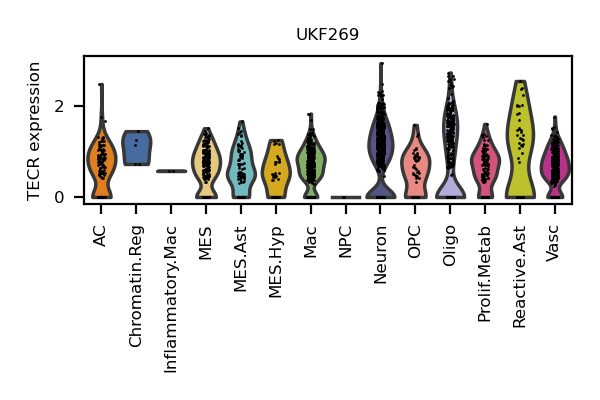 UKF269
TECR expression
2
0
AC
Chromatin.Reg
Inflammatory.Mac
MES
MES.Ast
MES.Hyp
Mac
NPC
Neuron
OPC
Oligo
Prolif.Metab
Reactive.Ast
Vasc